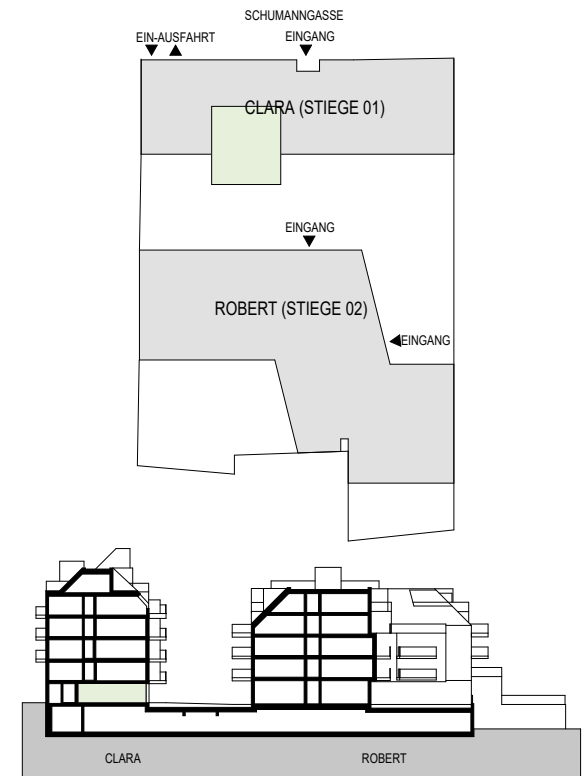 SCHUMANNGASSE
EIN-AUSFAHRT
EINGANG
CLARA (STIEGE 01)
EINGANG
ROBERT (STIEGE 02)
EINGANG
CLARA
ROBERT